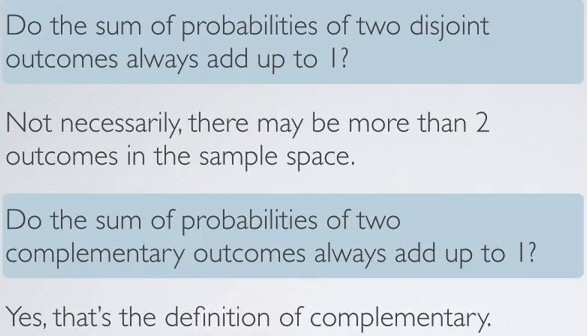 Do the sum of probabilities of two disjoint
outcomes always add up to 1?
Not necessarily, there may be more than 2
outcomes in the sample space.
Do the sum of probabilities of two
complementary outcomes always add up to 1?
Yes, that's the definition of complementary.